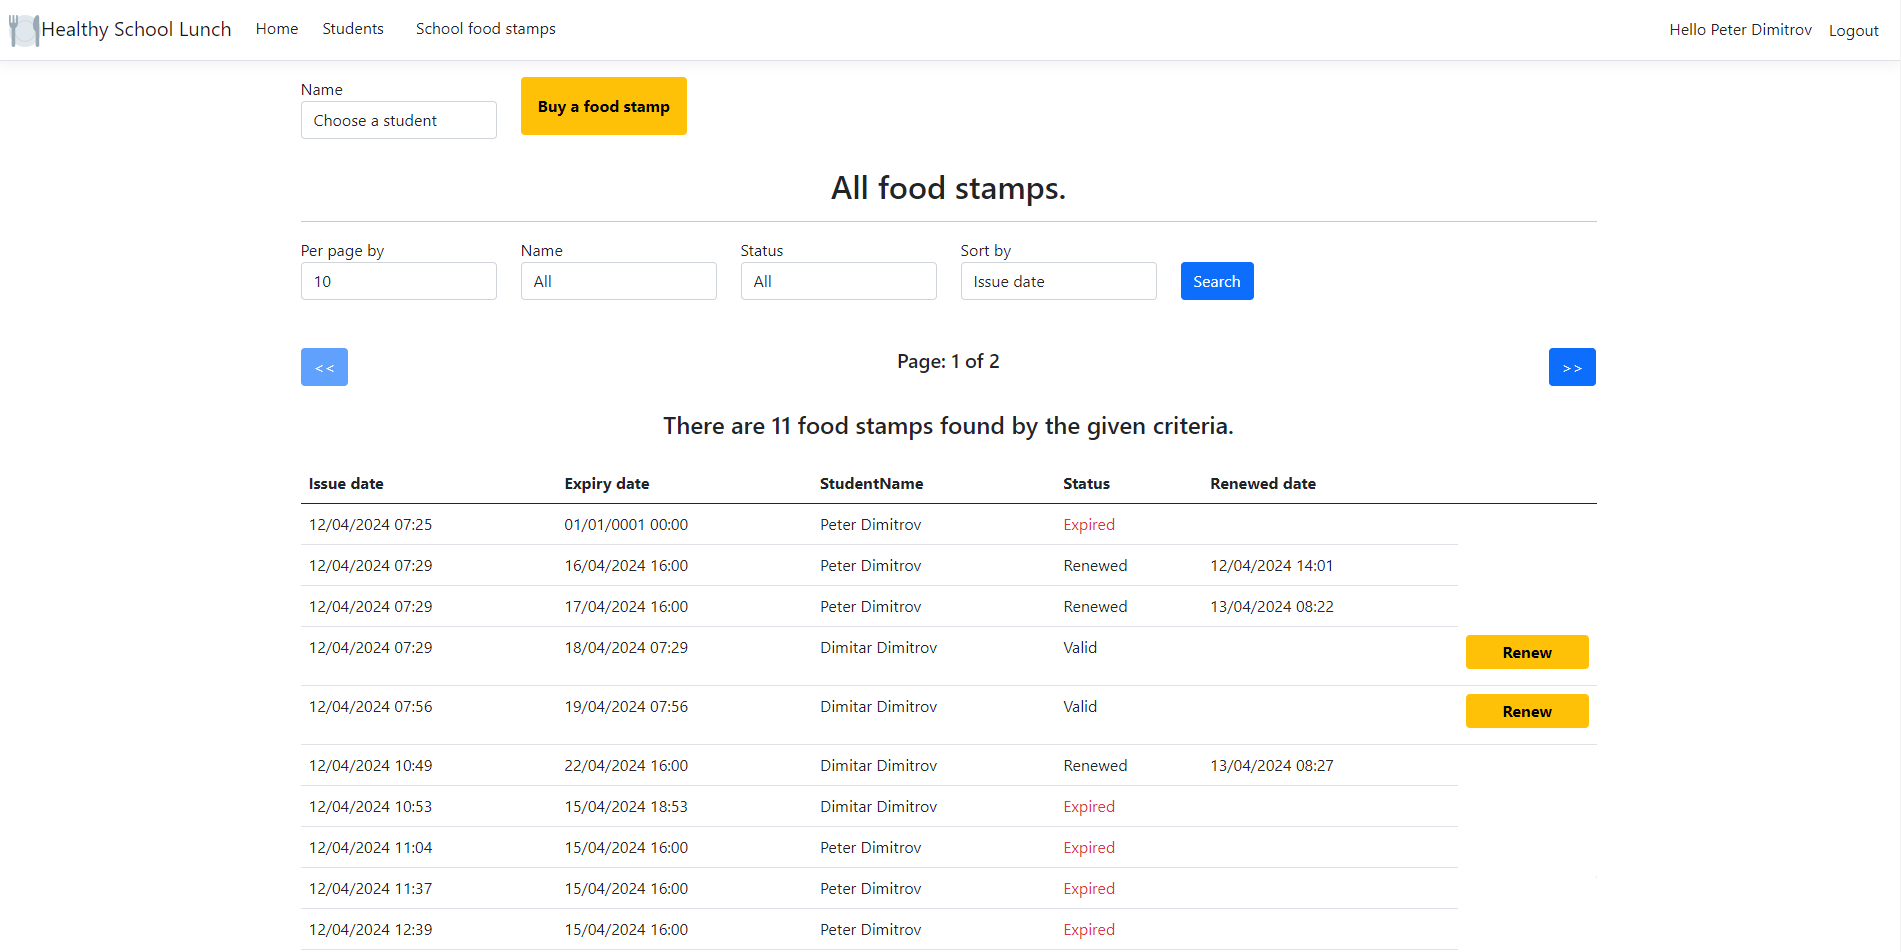 Healthy School Lunch Home Students School food stamps Hello Peter Dimitrov Logout
Name
Choose a student
Buy a food stamp
All food stamps.
Per page by Name Status Sort by
10 All All Issue date Search
<< Page: 1 of 2 >>
There are 11 food stamps found by the given criteria.
Issue date Expiry date StudentName Status Renewed date
12/04/2024 07:25 01/01/0001 00:00 Peter Dimitrov Expired
12/04/2024 07:29 16/04/2024 16:00 Peter Dimitrov Renewed 12/04/2024 14:01
12/04/2024 07:29 17/04/2024 16:00 Peter Dimitrov Renewed 13/04/2024 08:22
12/04/2024 07:29 18/04/2024 07:29 Dimitar Dimitrov Valid Renew
12/04/2024 07:56 19/04/2024 07:56 Dimitar Dimitrov Valid Renew
12/04/2024 10:49 22/04/2024 16:00 Dimitar Dimitrov Renewed 13/04/2024 08:27
12/04/2024 10:53 15/04/2024 18:53 Dimitar Dimitrov Expired
12/04/2024 11:04 15/04/2024 16:00 Peter Dimitrov Expired
12/04/2024 11:37 15/04/2024 16:00 Peter Dimitrov Expired
12/04/2024 12:39 15/04/2024 16:00 Peter Dimitrov Expired